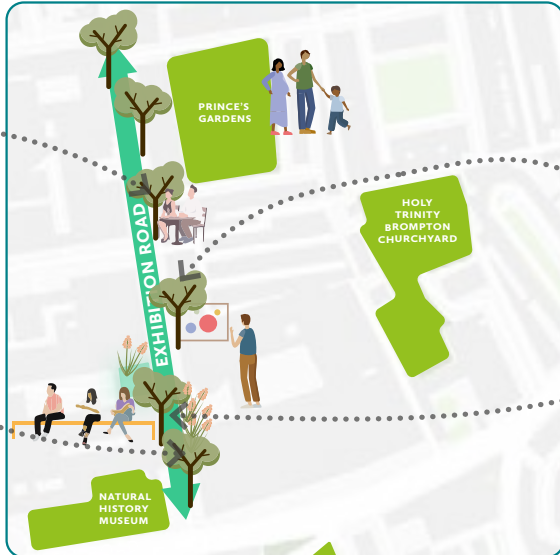 PRINCE'S
GARDENS
HOLY
TRINITY
BROMPTON
CHURCHYARD
EXHIBITION ROAD
NATURAL
HISTORY
MUSEUM